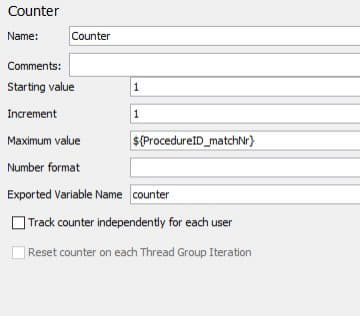 Counter
Name: Counter
Comments:
Starting value 1
Increment 1
Maximum value ${ProcedureID_matchNr}
Number format
Exported Variable Name counter
Track counter independently for each user
Reset counter on each Thread Group Iteration